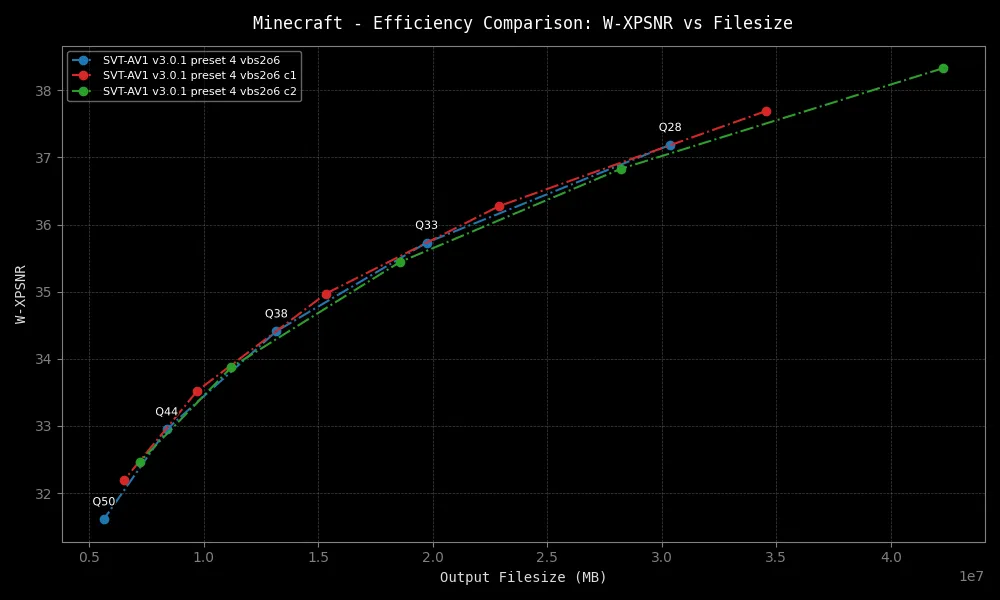 Minecraft - Efficiency Comparison: W-XPSNR vs Filesize
SVT-AV1 v3.0.1 preset 4 vbs2o6
SVT-AV1 v3.0.1 preset 4 vbs2o6 c1
SVT-AV1 v3.0.1 preset 4 vbs2o6 c2
38
37
36
35
34
33
32
W-XPSNR
Q28
Q33
Q38
Q44
Q50
0.5 1.0 1.5 2.0 2.5 3.0 3.5 4.0
1e7
Output Filesize (MB)